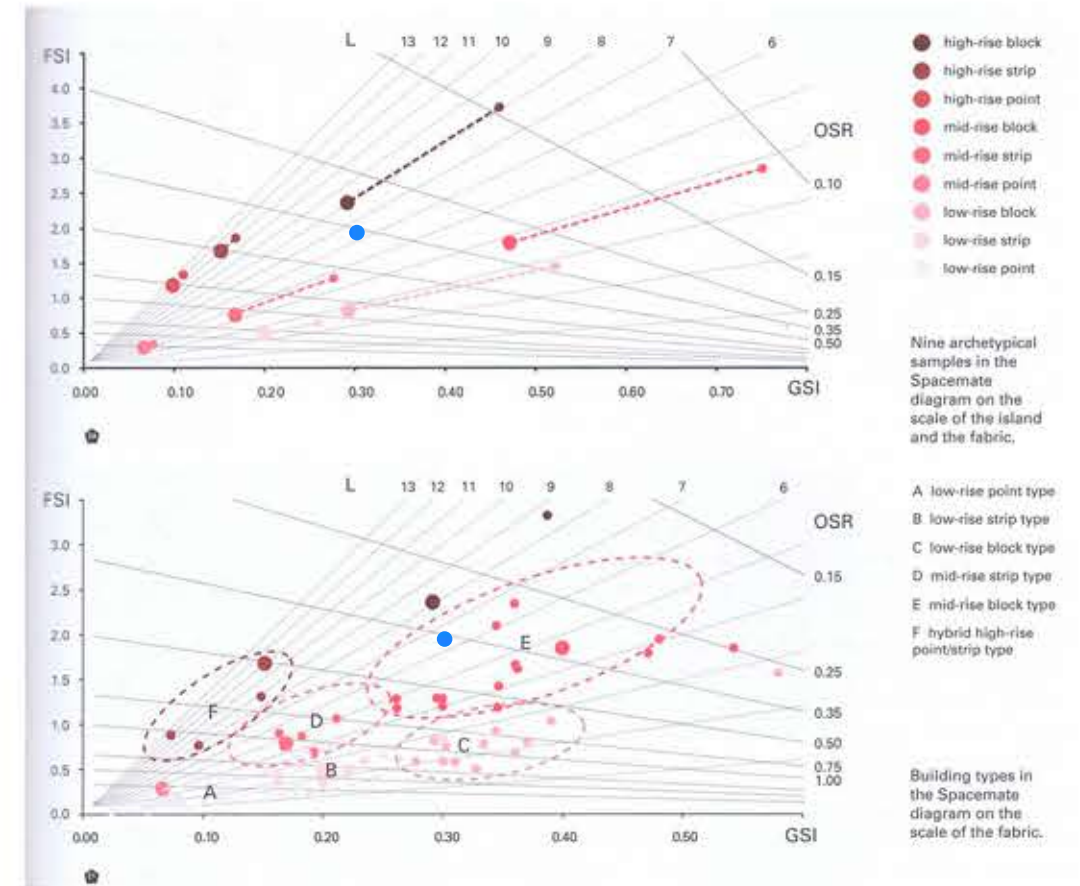 L 13 12 11 10 9 8 7 6
FSI
4.0
3.5
3.0
2.5
2.0
1.5
1.0
0.5
0.0
OSR
0.10
0.15
0.25
0.35
0.50
0.00 0.10 0.20 0.30 0.40 0.50 0.60 0.70 GSI
high-rise block
high-rise strip
high-rise point
mid-rise block
mid-rise strip
mid-rise point
low-rise block
low-rise strip
low-rise point
Nine archetypical
samples in the
Spacemate
diagram on the
scale of the island
and the fabric.
L 13 12 11 10 9 8 7 6
FSI
3.0
2.5
2.0
1.5
1.0
0.5
0.0
OSR
0.15
0.25
0.35
0.50
0.75
1.00
E
F
D
C
B
A
0.00 0.10 0.20 0.30 0.40 0.50 GSI
A low-rise point type
B low-rise strip type
C low-rise block type
D mid-rise strip type
E mid-rise block type
F hybrid high-rise
point/strip type
Building types in
the Spacemate
diagram on the
scale of the fabric.